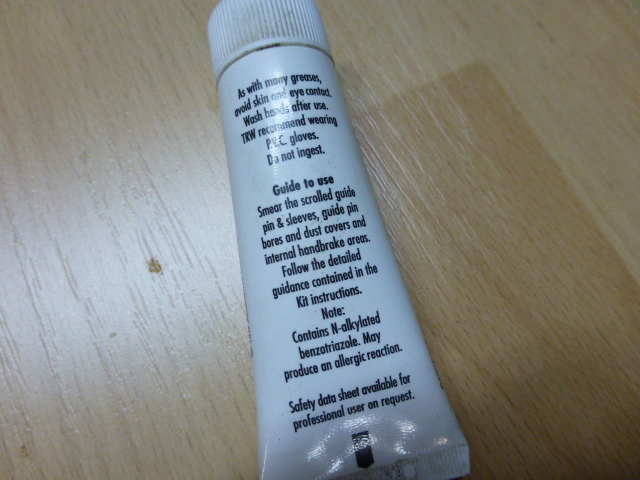 As with many greases,
avoid skin and eye contact.
Wash hands after use.
TRW recommend wearing
P.V.C. gloves.
Do not ingest.
Guide to use
Smear the scrolled guide
pin & sleeves, guide pin
bores and dust covers and
internal handbrake areas.
Follow the detailed
guidance contained in the
Kit instructions.
Note:
Contains N-alkylated
benzotriazole. May
produce an allergic reaction.
Safety data sheet available for
professional user on request.